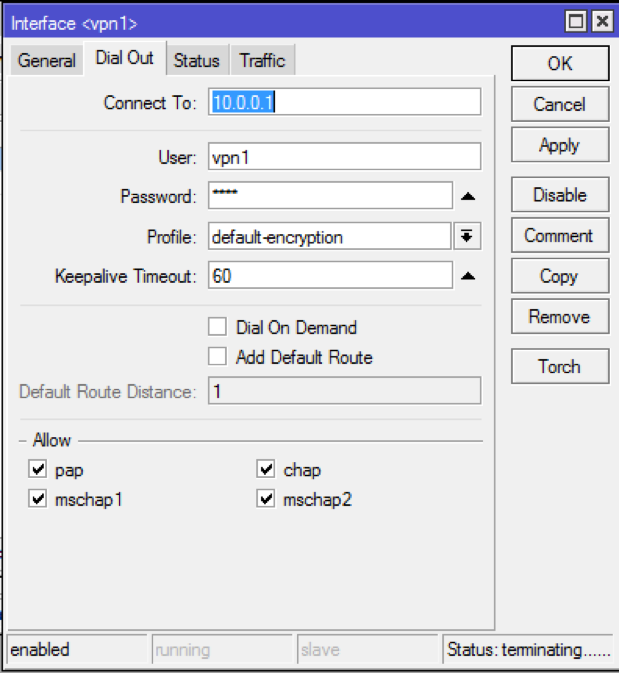 Interface <vpn1>
General Dial Out Status Traffic
OK
Connect To: 10.0.0.1
Cancel
Apply
User: vpn1
Password: ****
Disable
Profile: default-encryption
Comment
Keepalive Timeout: 60
Copy
Remove
Dial On Demand
Add Default Route
Torch
Default Route Distance: 1
Allow
pap chap
mschap1 mschap2
enabled running slave Status: terminating......